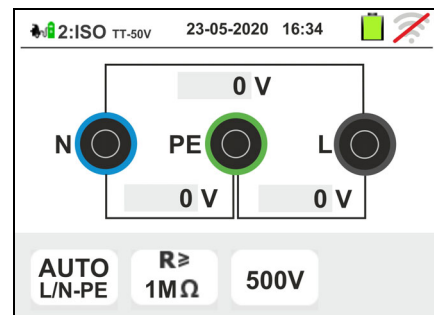 2:ISO TT-50V 23-05-2020 16:34
0 V
N PE L
0 V 0 V
AUTO R≥ 500V
L/N-PE 1MΩ